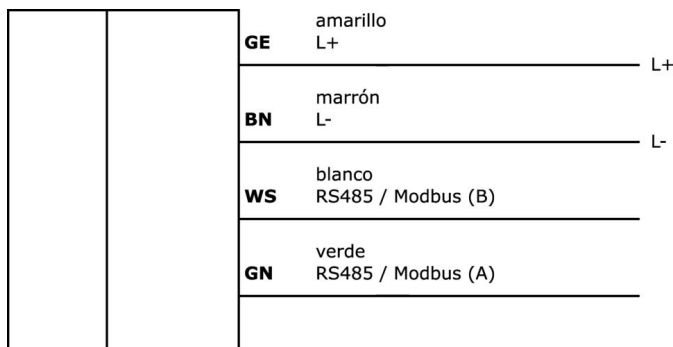 amarillo
GE L+
L+
marrón
BN L-
L-
blanco
WS RS485 / Modbus (B)
verde
GN RS485 / Modbus (A)